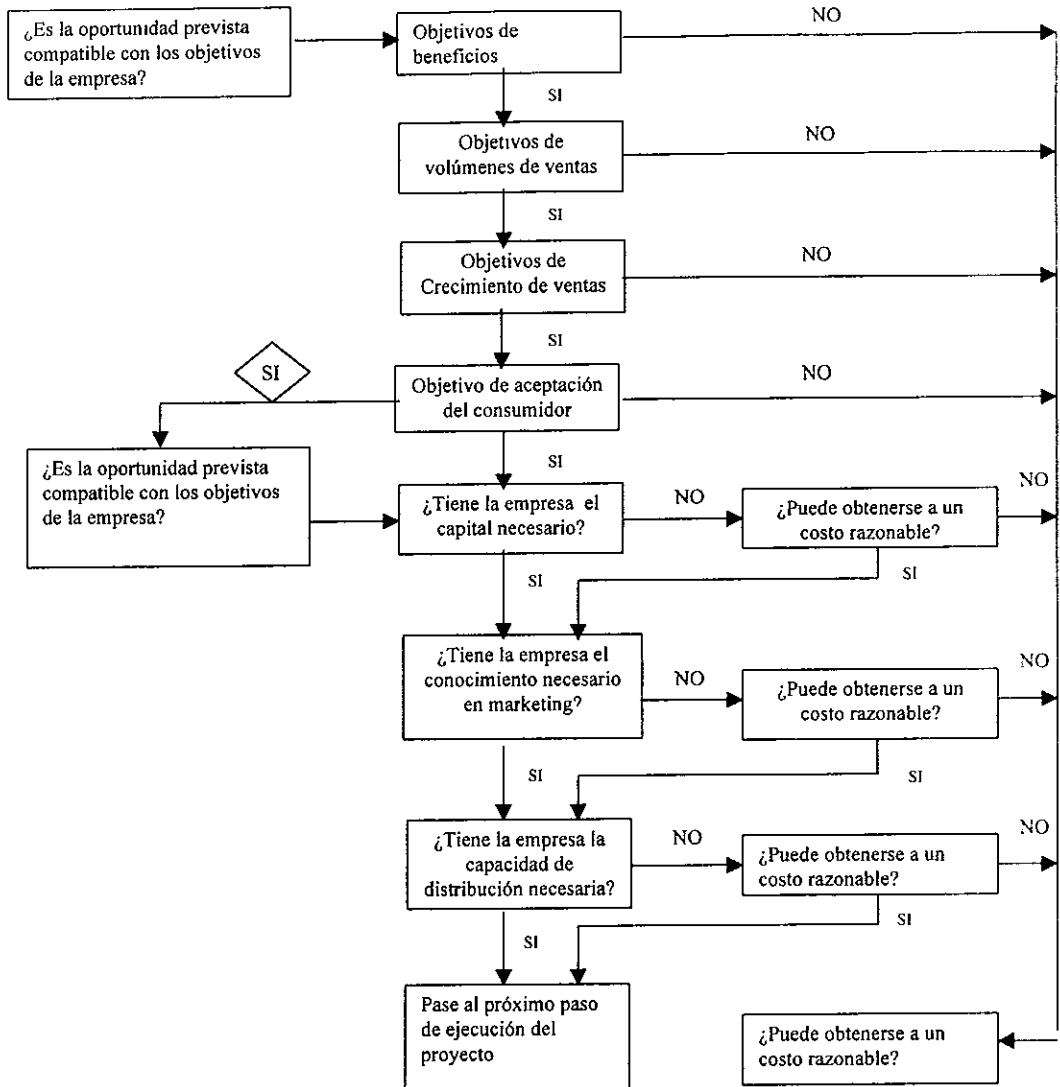 ¿Es la oportunidad prevista
compatible con los objetivos
de la empresa?
Objetivos de
beneficios
NO
SI
Objetivos de
volúmenes de ventas
NO
SI
Objetivos de
Crecimiento de ventas
NO
SI
SI
Objetivo de aceptación
del consumidor
NO
SI
¿Es la oportunidad prevista
compatible con los objetivos
de la empresa?
¿Tiene la empresa el
capital necesario?
NO
¿Puede obtenerse a un
costo razonable?
NO
SI
SI
¿Tiene la empresa el
conocimiento necesario
en marketing?
NO
¿Puede obtenerse a un
costo razonable?
NO
SI
SI
¿Tiene la empresa la
capacidad de
distribución necesaria?
NO
¿Puede obtenerse a un
costo razonable?
NO
SI
SI
Pase al próximo paso
de ejecución del
proyecto
¿Puede obtenerse a un
costo razonable?